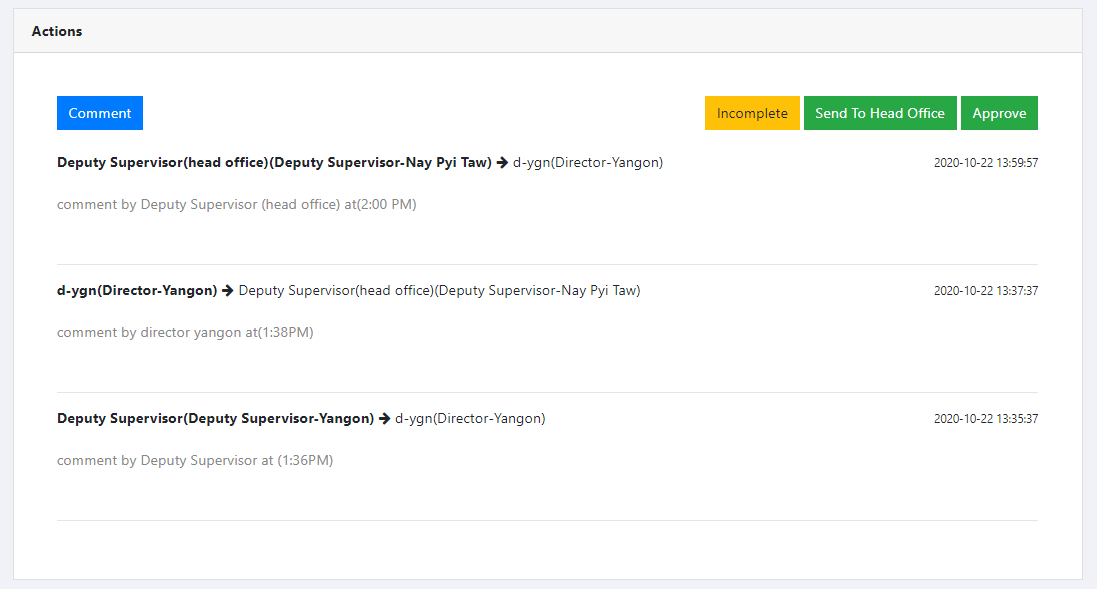 Actions
Comment Incomplete Send To Head Office Approve
Deputy Supervisor(head office)(Deputy Supervisor-Nay Pyi Taw) → d-ygn(Director-Yangon) 2020-10-22 13:59:57
comment by Deputy Supervisor (head office) at(2:00 PM)
d-ygn(Director-Yangon) → Deputy Supervisor(head office)(Deputy Supervisor-Nay Pyi Taw) 2020-10-22 13:37:37
comment by director yangon at(1:38PM)
Deputy Supervisor(Deputy Supervisor-Yangon) → d-ygn(Director-Yangon) 2020-10-22 13:35:37
comment by Deputy Supervisor at (1:36PM)